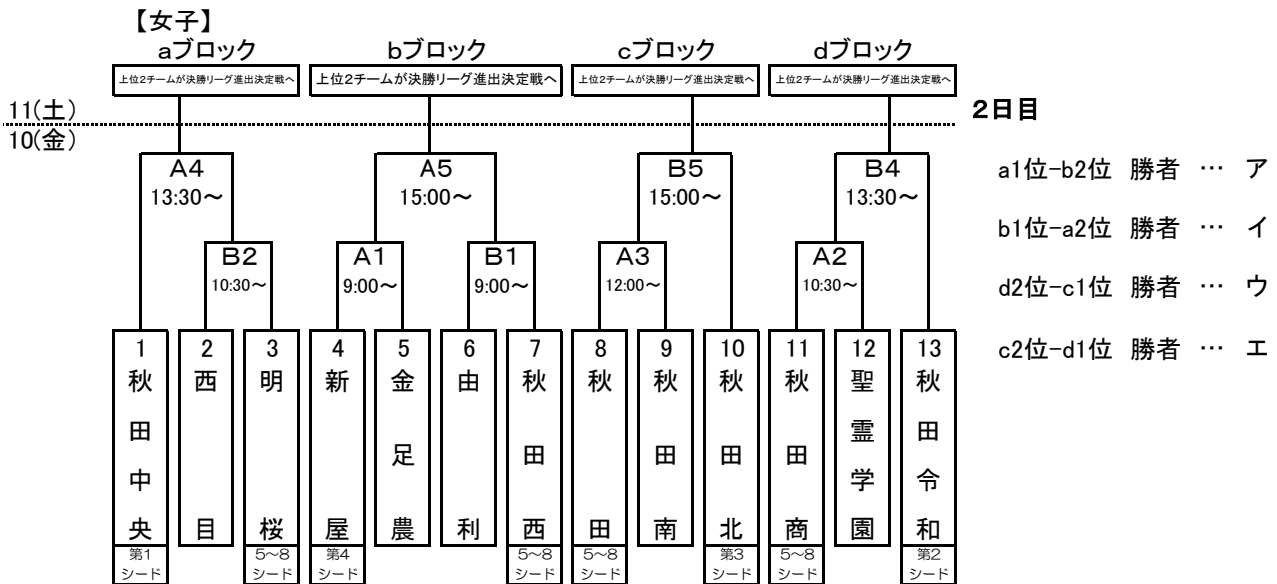 【女子】
aブロック
bブロック
cブロック
dブロック
上位2チームが決勝リーグ進出決定戦へ
上位2チームが決勝リーグ進出決定戦へ
上位2チームが決勝リーグ進出決定戦へ
上位2チームが決勝リーグ進出決定戦へ
11(土)
10(金)
2日目
A4
13:30～
A5
15:00～
B5
15:00～
B4
13:30～
a1位-b2位 勝者 … ア
b1位-a2位 勝者 … イ
d2位-c1位 勝者 … ウ
c2位-d1位 勝者 … エ
B2
10:30～
A1
9:00～
B1
9:00～
A3
12:00～
A2
10:30～
1
秋田中央
第1
シード
2
西目
3
明桜
5～8
シード
4
新屋
第4
シード
5
金足農
6
由利
7
秋田西
5～8
シード
8
秋田
5～8
シード
9
秋田南
10
秋田北
第3
シード
11
秋田商
5～8
シード
12
聖霊学園
13
秋田令和
第2
シード